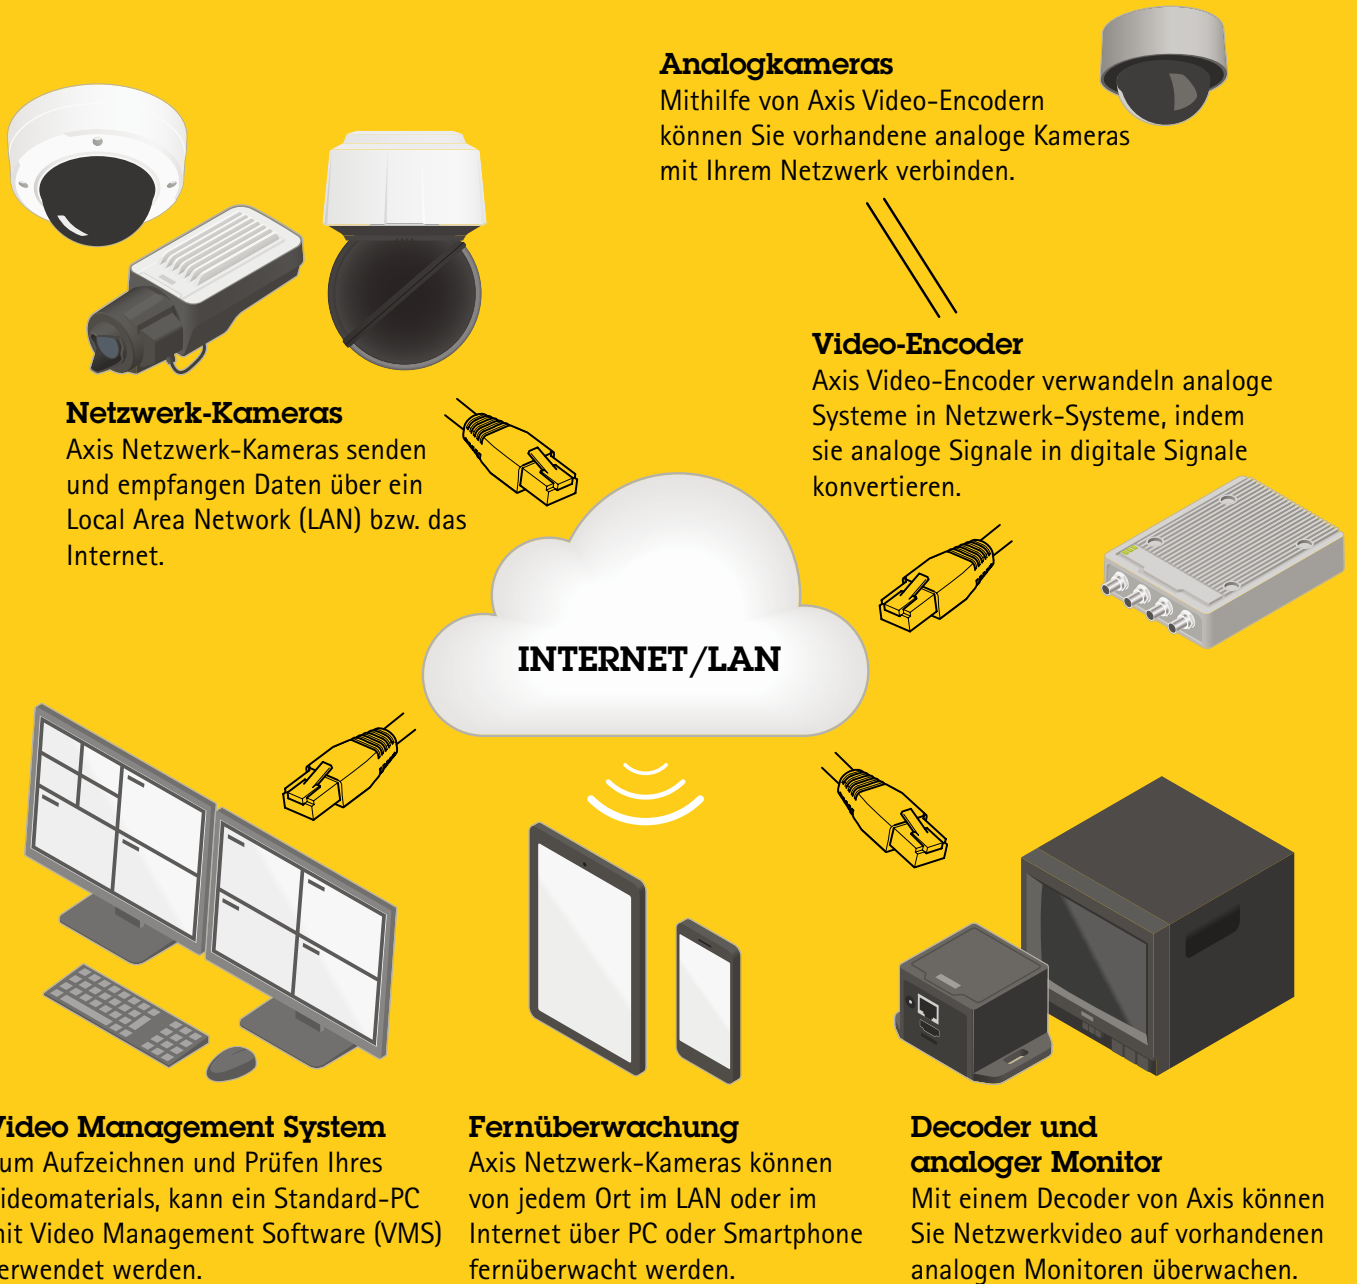 Analogkameras
Mithilfe von Axis Video-Encodern
können Sie vorhandene analoge Kameras
mit Ihrem Netzwerk verbinden.
Video-Encoder
Axis Video-Encoder verwandeln analoge
Systeme in Netzwerk-Systeme, indem
sie analoge Signale in digitale Signale
konvertieren.
Netzwerk-Kameras
Axis Netzwerk-Kameras senden
und empfangen Daten über ein
Local Area Network (LAN) bzw. das
Internet.
INTERNET/LAN
Video Management System
um Aufzeichnen und Prüfen Ihres
ideomaterials, kann ein Standard-PC
mit Video Management Software (VMS)
erwendet werden.
Fernüberwachung
Axis Netzwerk-Kameras können
von jedem Ort im LAN oder im
Internet über PC oder Smartphone
fernüberwacht werden.
Decoder und
analoger Monitor
Mit einem Decoder von Axis können
Sie Netzwerkvideo auf vorhandenen
analogen Monitoren überwachen.